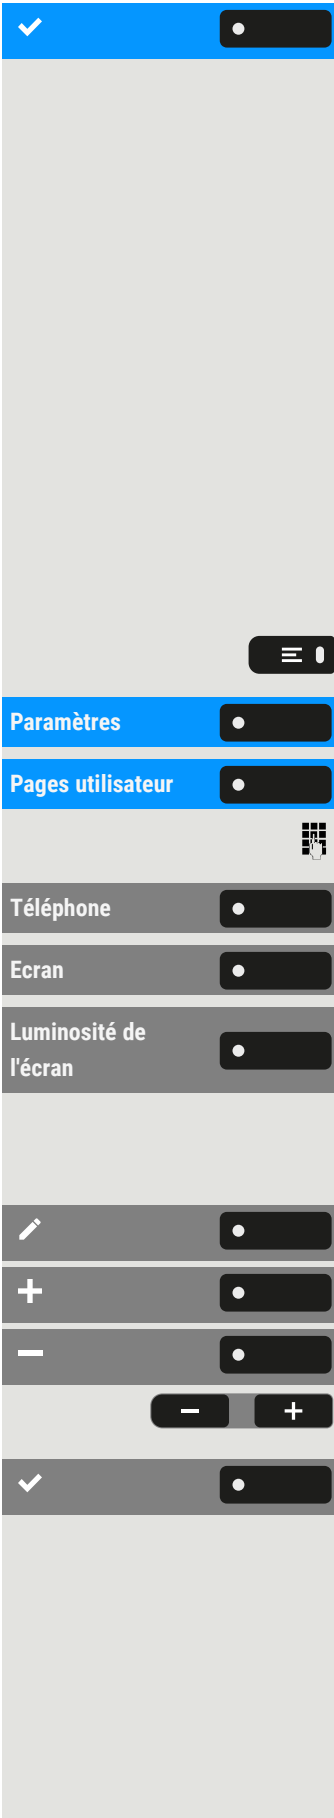 Paramètres
Pages utilisateur
Téléphone
Ecran
Luminosité de
l'écran